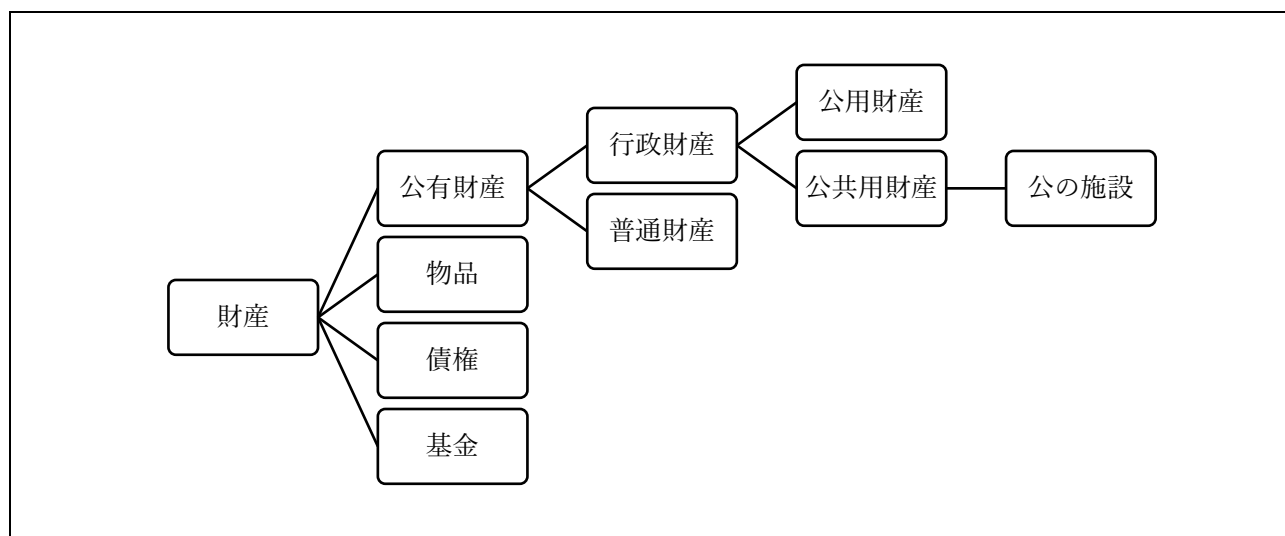 財産
公有財産
物品
債権
基金
行政財産
普通財産
公用財産
公共用財産
公の施設